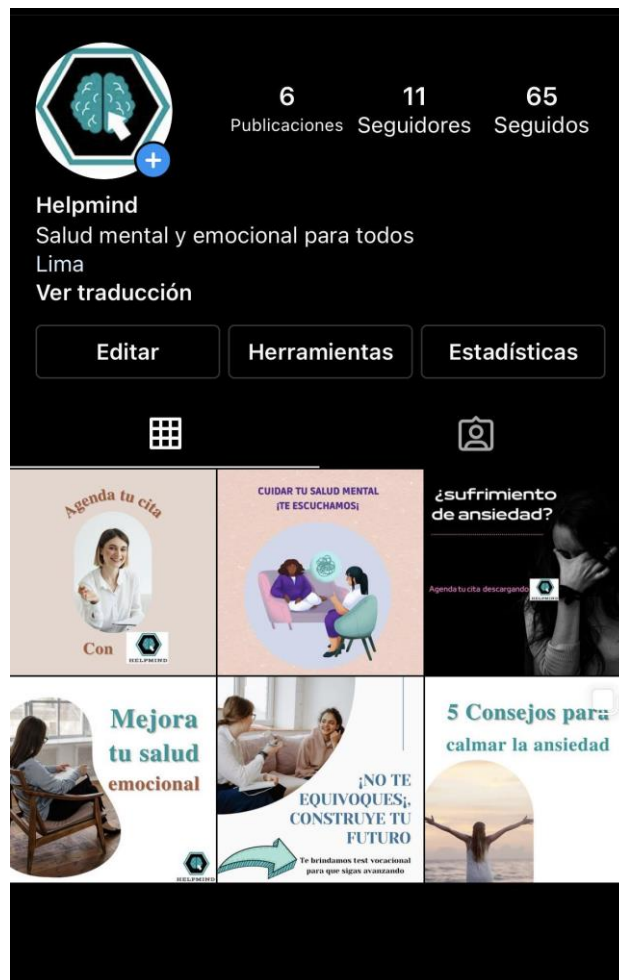 6 11 65
Publicaciones Seguidores Seguidos
Helpmind
Salud mental y emocional para todos
Lima
Ver traducción
Editar Herramientas Estadísticas
Agenda tu cita
Con
HELPMIND
CUIDAR TU SALUD MENTAL
¡TE ESCUCHAMOS¡
¿sufrimiento
de ansiedad?
Agenda tu cita descargando
HELPMIND
Mejora
tu salud
emocional
HELPMIND
¡NO TE
EQUIVOQUES¡,
CONSTRUYE TU
FUTURO
Te brindamos test vocacional
para que sigas avanzando
5 Consejos para
calmar la ansiedad